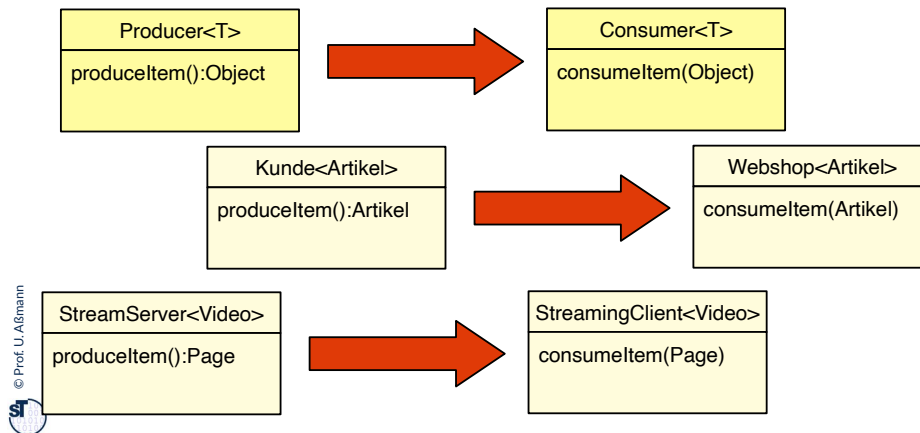 Producer<T>
produceItem():Object
Consumer<T>
consumeItem(Object)
Kunde<Artikel>
produceItem():Artikel
Webshop<Artikel>
consumeItem(Artikel)
StreamServer<Video>
produceItem():Page
StreamingClient<Video>
consumeItem(Page)
© Prof. U. Aßmann
ST